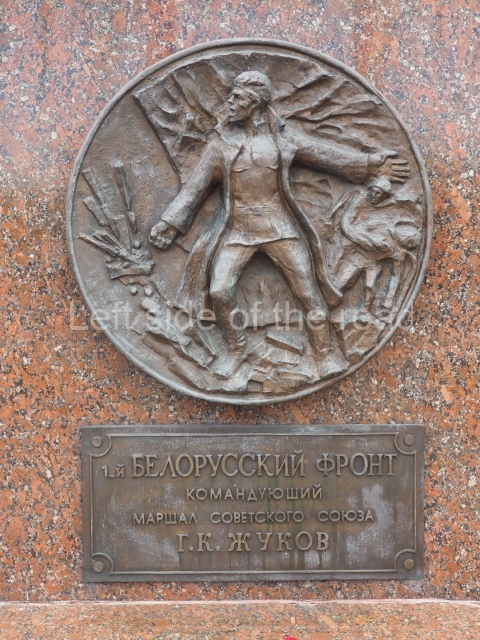 Left side of the road
1-й БЕЛОРУССКИЙ ФРОНТ
КОМАНДУЮЩИЙ
МАРШАЛ СОВЕТСКОГО СОЮЗА
Г.К. ЖУКОВ